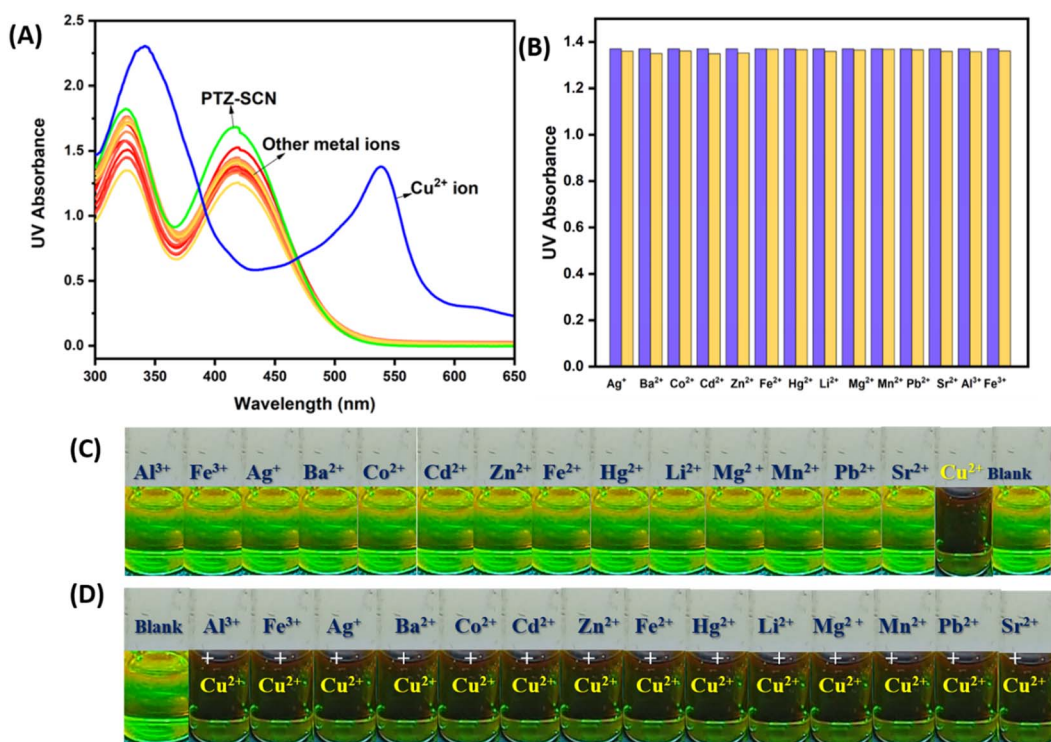 (A)
UV Absorbance
2.5
2.0
1.5
1.0
0.5
0.0
PTZ-SCN
Other metal ions
Cu²⁺ ion
300 350 400 450 500 550 600 650
Wavelength (nm)
(B)
UV Absorbance
1.4
1.2
1.0
0.8
0.6
0.4
0.2
0.0
Ag⁺ Ba²⁺ Co²⁺ Cd²⁺ Zn²⁺ Fe²⁺ Hg²⁺ Li²⁺ Mg²⁺ Mn²⁺ Pb²⁺ Sr²⁺ Al³⁺ Fe³⁺
(C)
Al³⁺ Fe³⁺ Ag⁺ Ba²⁺ Co²⁺ Cd²⁺ Zn²⁺ Fe²⁺ Hg²⁺ Li²⁺ Mg²⁺ Mn²⁺ Pb²⁺ Sr²⁺ Cu²⁺ Blank
(D)
Blank Al³⁺ Fe³⁺ Ag⁺ Ba²⁺ Co²⁺ Cd²⁺ Zn²⁺ Fe²⁺ Hg²⁺ Li²⁺ Mg²⁺ Mn²⁺ Pb²⁺ Sr²⁺
+ + + + + + + + + + + + + +
Cu²⁺ Cu²⁺ Cu²⁺ Cu²⁺ Cu²⁺ Cu²⁺ Cu²⁺ Cu²⁺ Cu²⁺ Cu²⁺ Cu²⁺ Cu²⁺ Cu²⁺ Cu²⁺